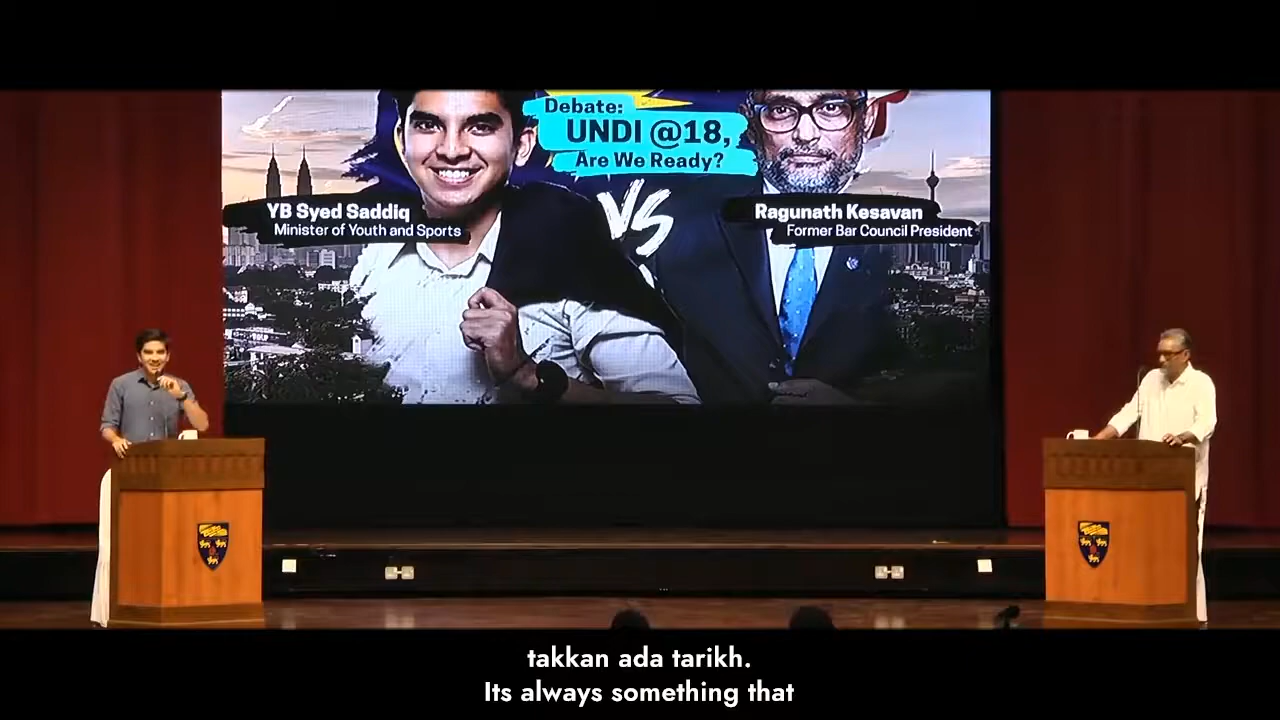 Debate:
UNDI @18,
Are We Ready?
VS
YB Syed Saddiq
Minister of Youth and Sports
Ragunath Kesavan
Former Bar Council President
takkan ada tarikh.
Its always something that